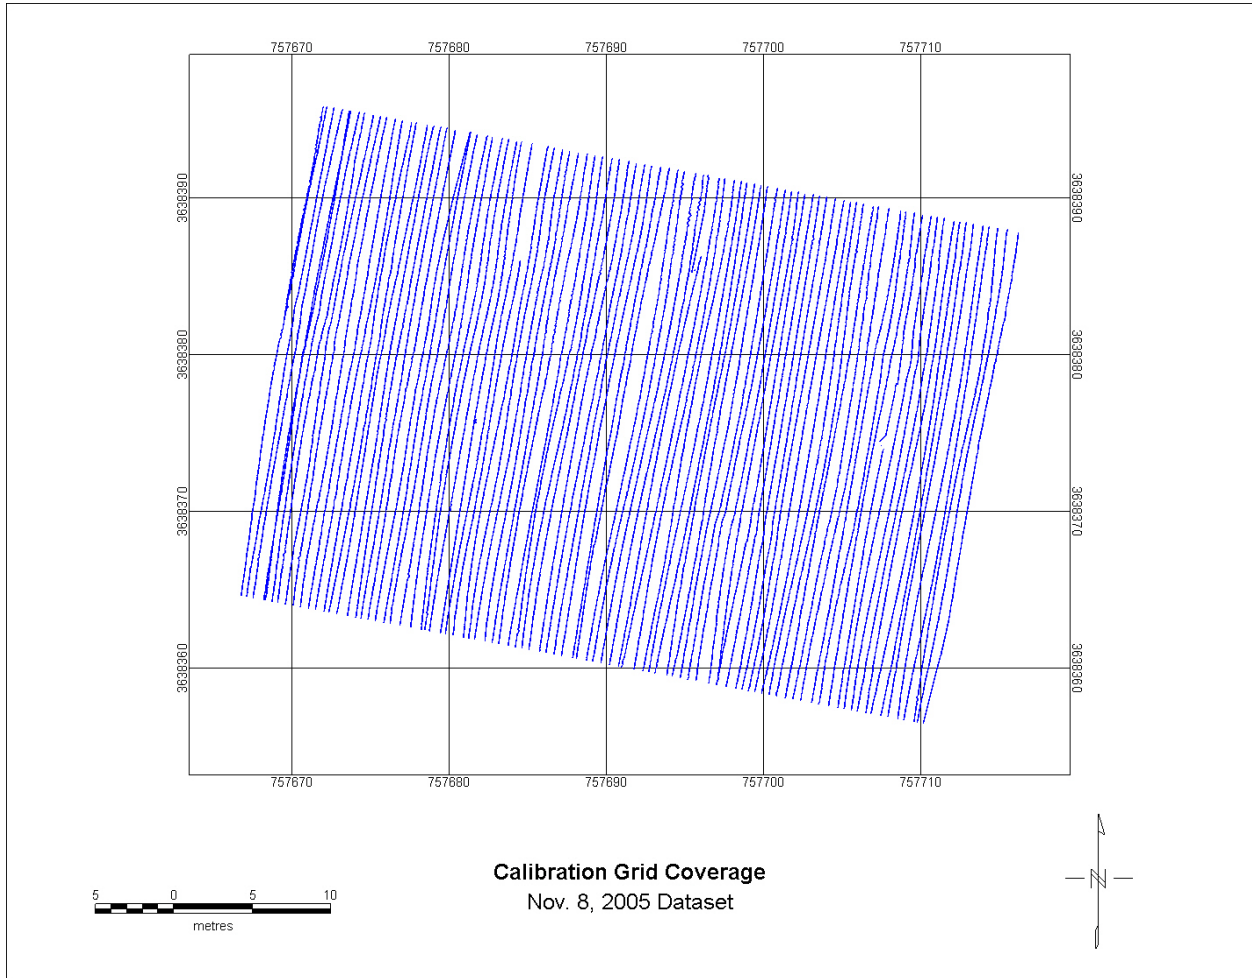 757670 757680 757690 757700 757710
3638390 3638390
3638380 3638380
3638370 3638370
3638360 3638360
757670 757680 757690 757700 757710
Calibration Grid Coverage
Nov. 8, 2005 Dataset
5 0 5 10
metres
N